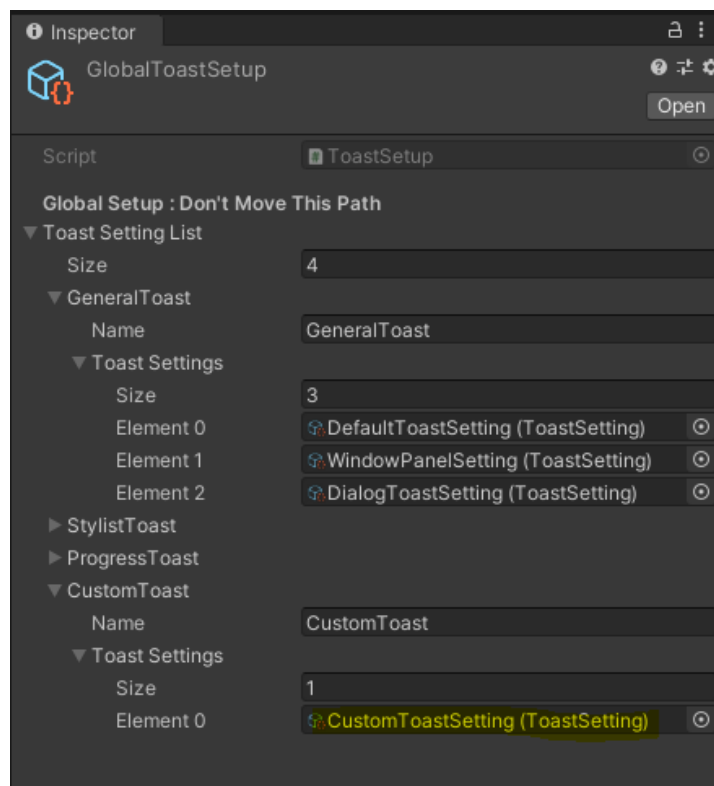 Inspector
GlobalToastSetup
Open
Script ToastSetup
Global Setup : Don't Move This Path
Toast Setting List
Size 4
GeneralToast
Name GeneralToast
Toast Settings
Size 3
Element 0 DefaultToastSetting (ToastSetting)
Element 1 WindowPanelSetting (ToastSetting)
Element 2 DialogToastSetting (ToastSetting)
StylistToast
ProgressToast
CustomToast
Name CustomToast
Toast Settings
Size 1
Element 0 CustomToastSetting (ToastSetting)